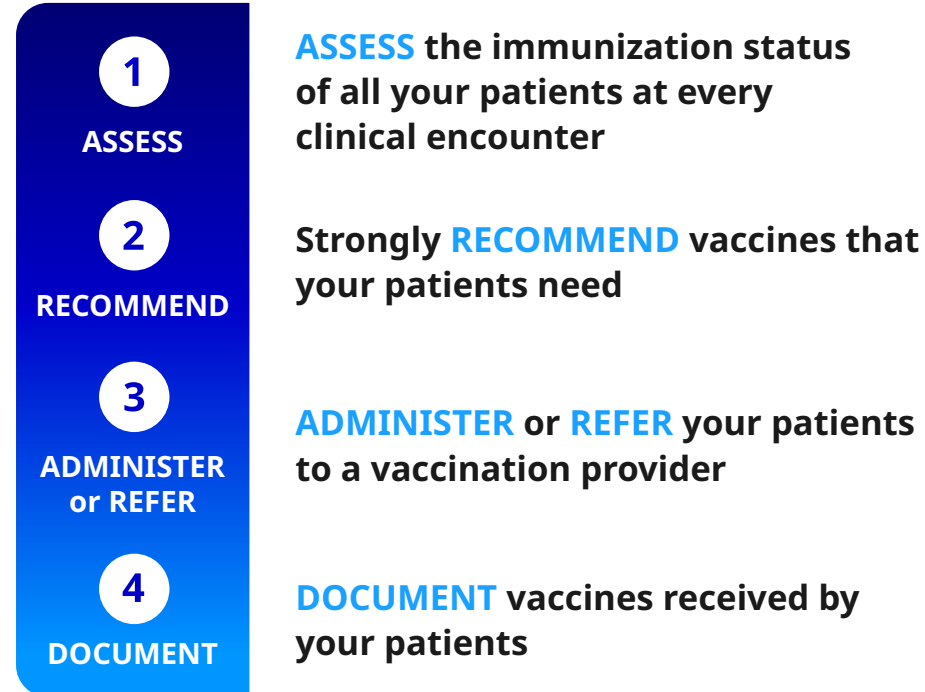 1
ASSESS
ASSESS the immunization status
of all your patients at every
clinical encounter
2
RECOMMEND
Strongly RECOMMEND vaccines that
your patients need
3
ADMINISTER
or REFER
ADMINISTER or REFER your patients
to a vaccination provider
4
DOCUMENT
DOCUMENT vaccines received by
your patients